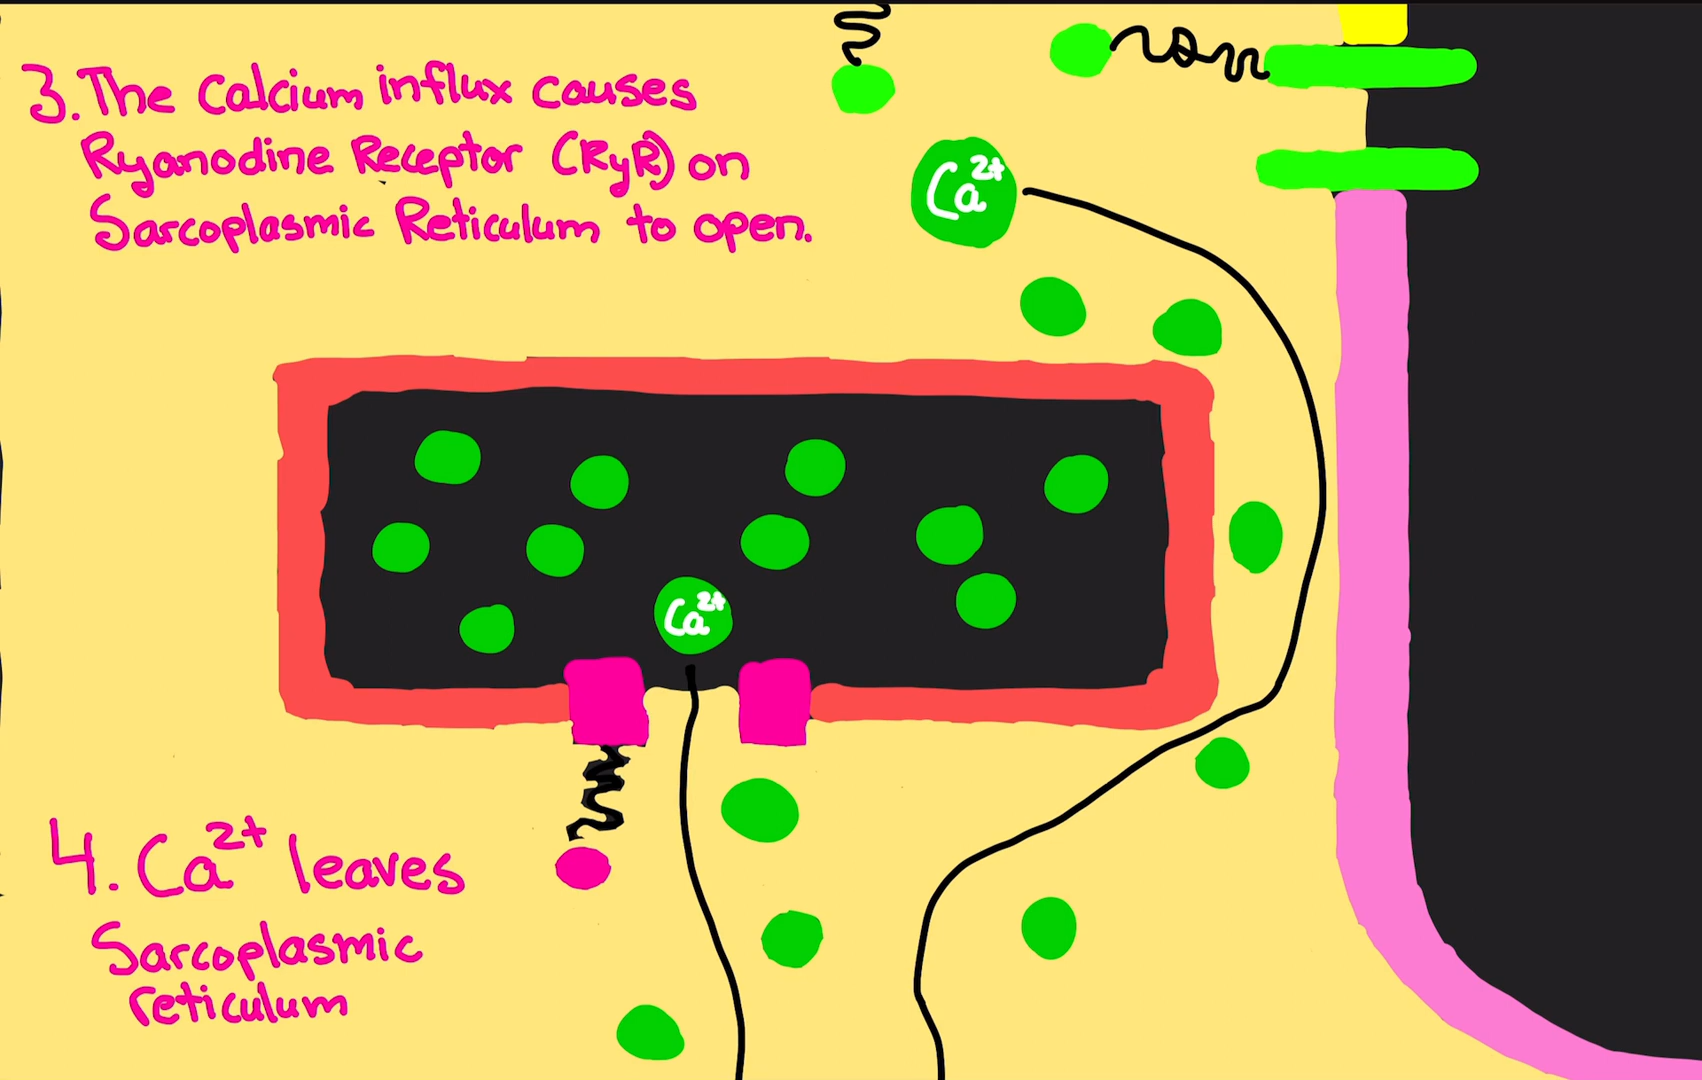 3. The Calcium influx causes
Ryanodine Receptor (RyR) on
Sarcoplasmic Reticulum to open.
Ca²⁺
Ca²⁺
4. Ca²⁺ leaves
Sarcoplasmic
reticulum